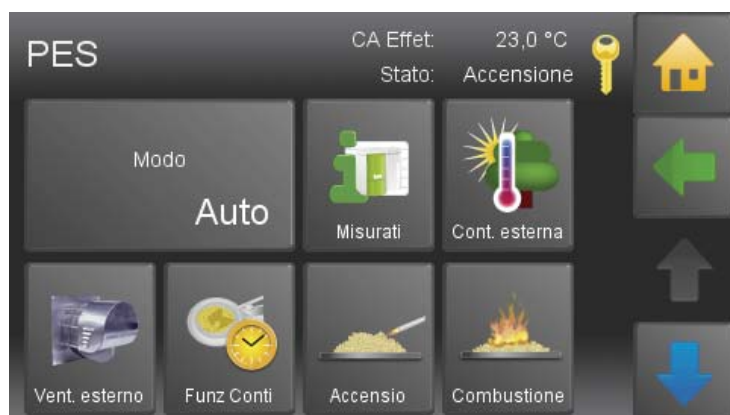 PES
CA Effet: 23,0 °C
Stato: Accensione
Modo
Auto
Misurati
Cont. esterna
Vent. esterno
Funz Conti
Accensio
Combustione